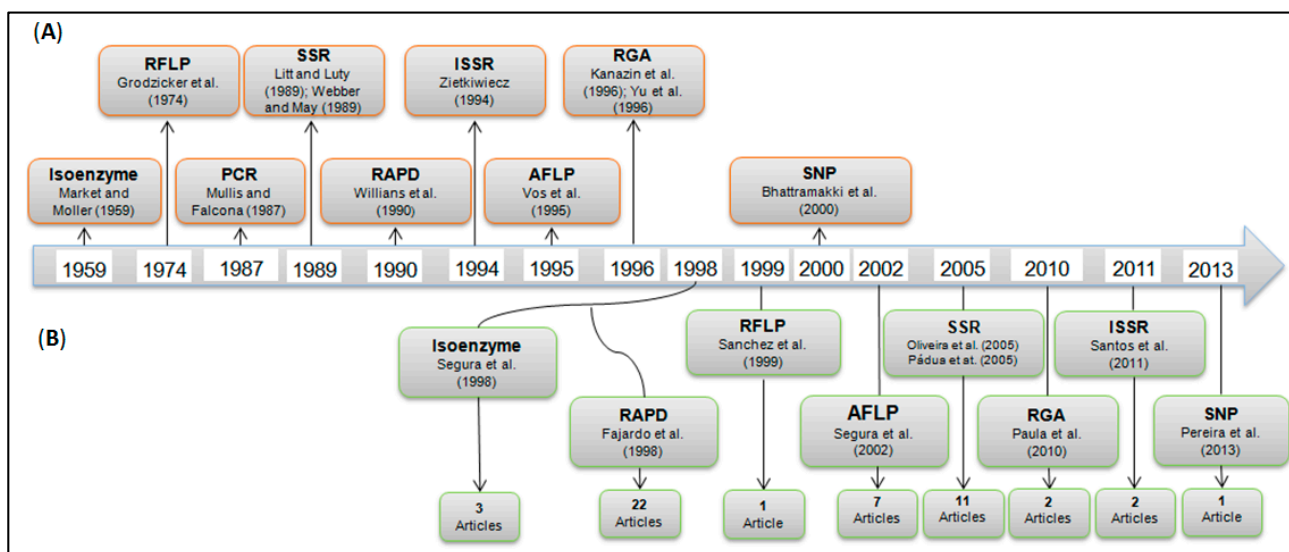 (A)
RFLP
Grodzicker et al.
(1974)
SSR
Litt and Luty
(1989); Webber
and May (1989)
ISSR
Zietkiwiecz
(1994)
RGA
Kanazin et al.
(1996); Yu et al.
(1996)
Isoenzyme
Market and
Moller (1959)
PCR
Mullis and
Falcona (1987)
RAPD
Willians et al.
(1990)
AFLP
Vos et al.
(1995)
SNP
Bhattramakki et al.
(2000)
1959 1974 1987 1989 1990 1994 1995 1996 1998 1999 2000 2002 2005 2010 2011 2013
(B)
Isoenzyme
Segura et al.
(1998)
RAPD
Fajardo et al.
(1998)
RFLP
Sanchez et al.
(1999)
AFLP
Segura et al.
(2002)
SSR
Oliveira et al. (2005)
Pádua et at. (2005)
RGA
Paula et al.
(2010)
ISSR
Santos et al.
(2011)
SNP
Pereira et al.
(2013)
3
Articles
22
Articles
1
Article
7
Articles
11
Articles
2
Articles
2
Articles
1
Article